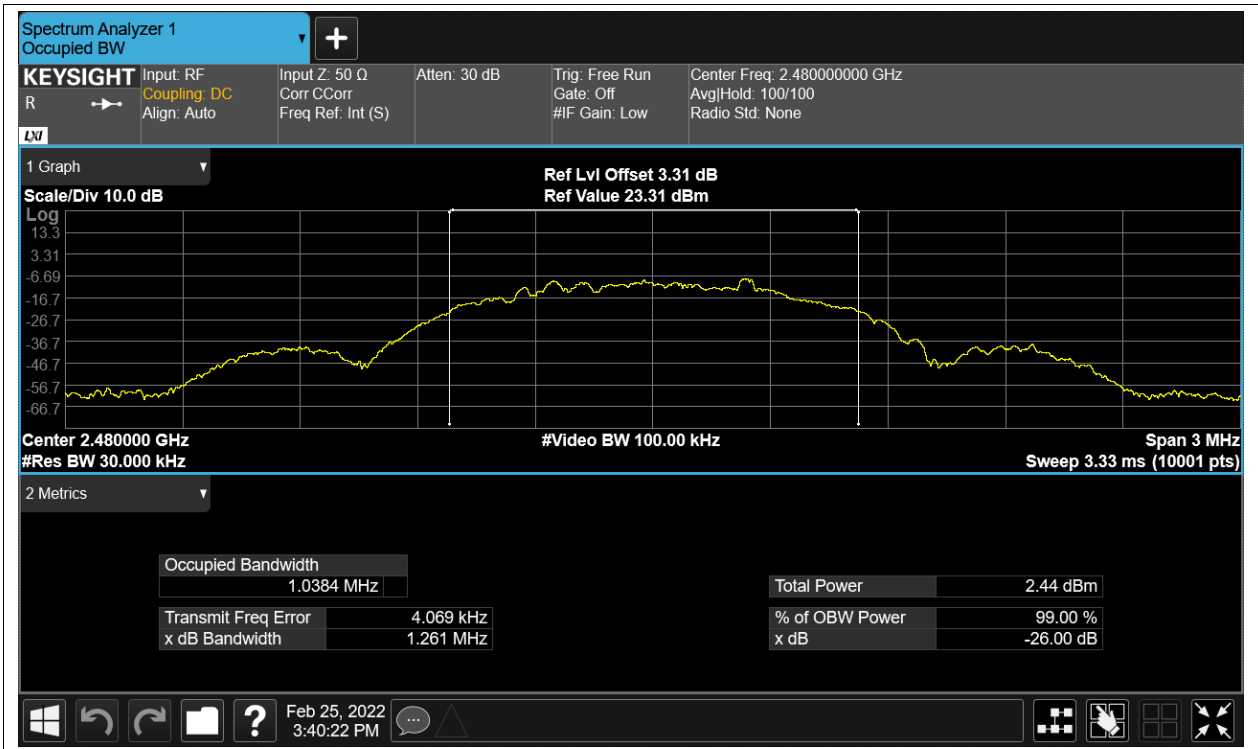 Spectrum Analyzer 1
Occupied BW
KEYSIGHT
R
LXI
Input: RF
Coupling: DC
Align: Auto
Input Z: 50 Ω
Corr CCorr
Freq Ref: Int (S)
Atten: 30 dB
Trig: Free Run
Gate: Off
#IF Gain: Low
Center Freq: 2.480000000 GHz
Avg|Hold: 100/100
Radio Std: None
1 Graph
Scale/Div 10.0 dB
Ref Lvl Offset 3.31 dB
Ref Value 23.31 dBm
Log
13.3
3.31
-6.69
-16.7
-26.7
-36.7
-46.7
-56.7
-66.7
Center 2.480000 GHz
#Res BW 30.000 kHz
#Video BW 100.00 kHz
Span 3 MHz
Sweep 3.33 ms (10001 pts)
2 Metrics
Occupied Bandwidth
1.0384 MHz
Transmit Freq Error 4.069 kHz
x dB Bandwidth 1.261 MHz
Total Power 2.44 dBm
% of OBW Power 99.00 %
x dB -26.00 dB
?
Feb 25, 2022
3:40:22 PM